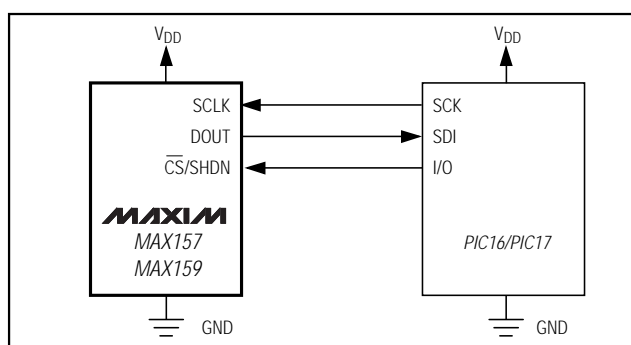 VDD VDD
SCLK SCK
DOUT SDI
CS/SHDN I/O
MAXIM
MAX157 PIC16/PIC17
MAX159
GND GND